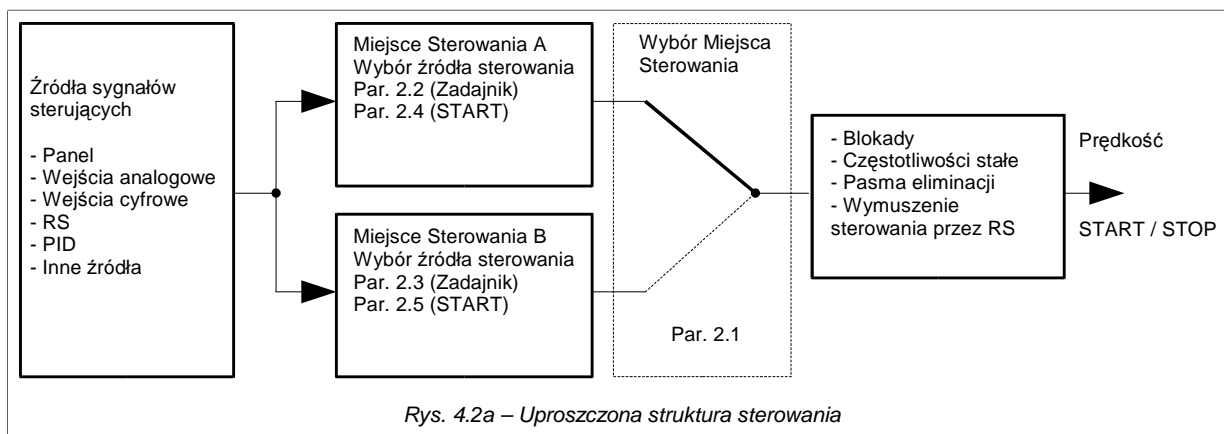 Źródła sygnałów
sterujących
- Panel
- Wejścia analogowe
- Wejścia cyfrowe
- RS
- PID
- Inne źródła
Miejsce Sterowania A
Wybór źródła sterowania
Par. 2.2 (Zadajnik)
Par. 2.4 (START)
Miejsce Sterowania B
Wybór źródła sterowania
Par. 2.3 (Zadajnik)
Par. 2.5 (START)
Wybór Miejsca
Sterowania
Par. 2.1
- Blokady
- Częstotliwości stałe
- Pasma eliminacji
- Wymuszenie
sterowania przez RS
Prędkość
START / STOP
Rys. 4.2a – Uproszczona struktura sterowania